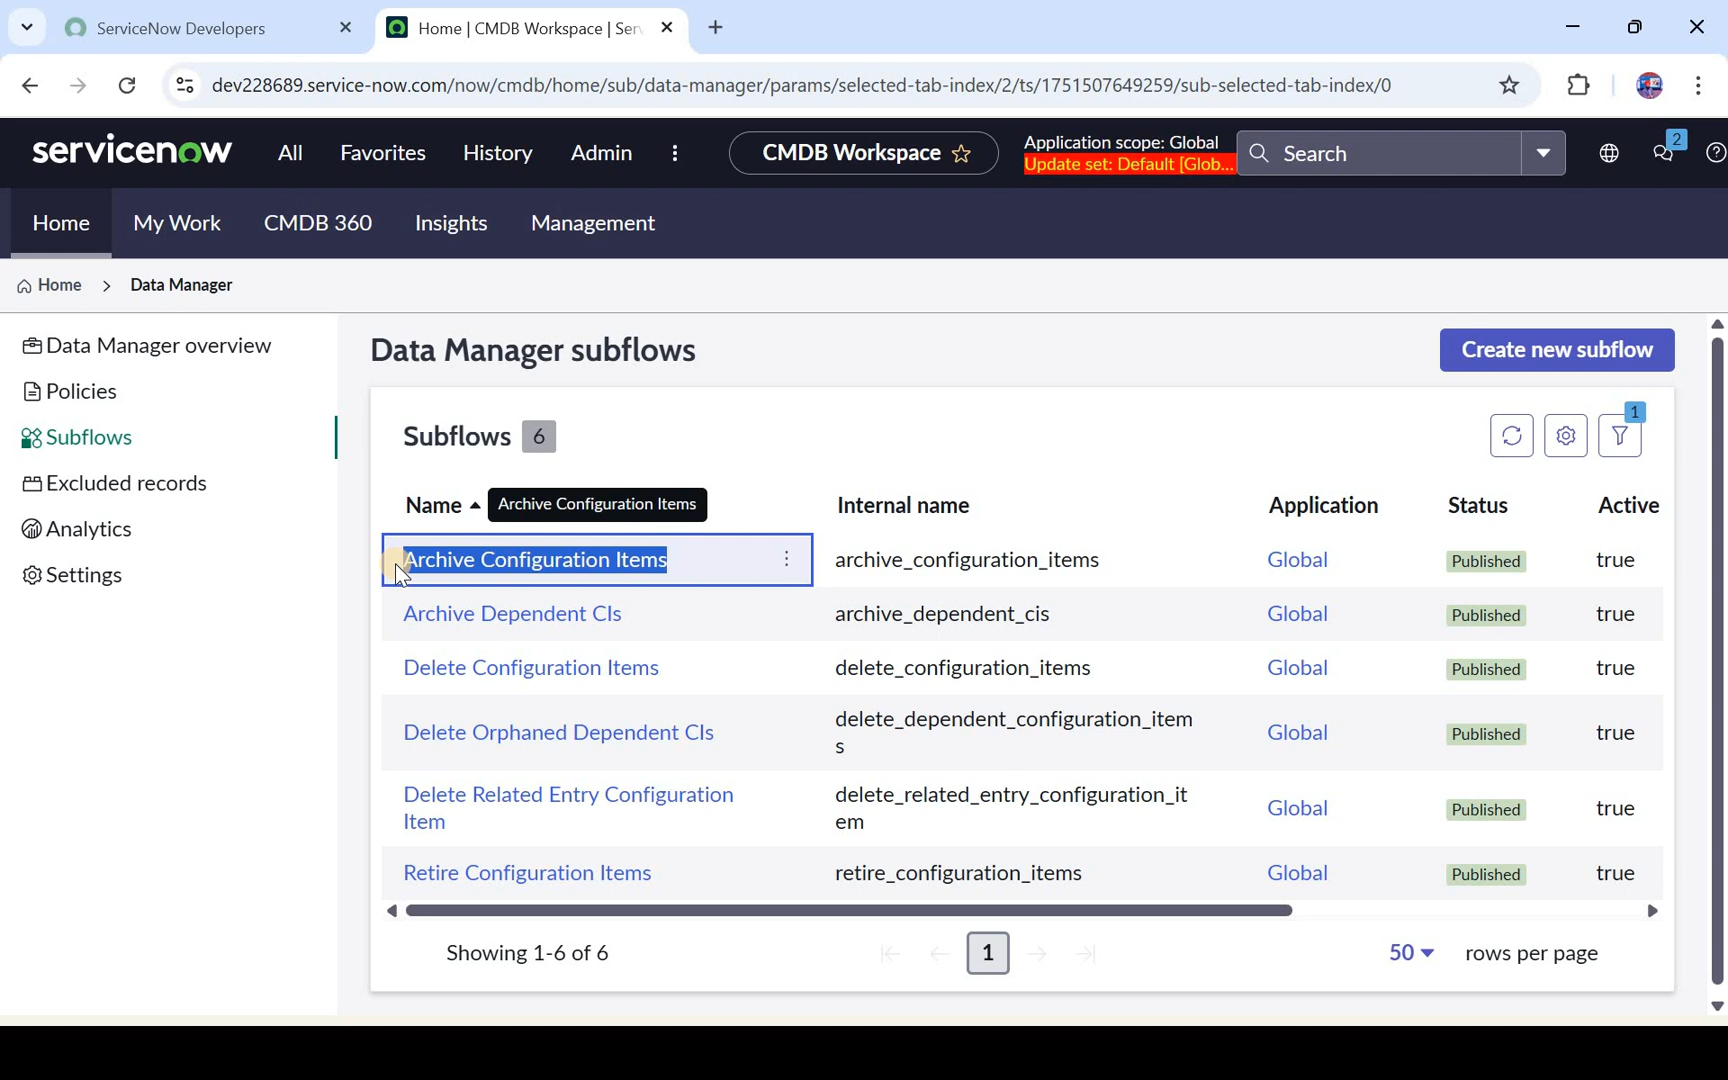 ServiceNow Developers
Home | CMDB Workspace | Ser
dev228689.service-now.com/now/cmdb/home/sub/data-manager/params/selected-tab-index/2/ts/1751507649259/sub-selected-tab-index/0
servicenow
All
Favorites
History
Admin
CMDB Workspace
Application scope: Global
Update set: Default [Glob...
Search
2
Home
My Work
CMDB 360
Insights
Management
Home > Data Manager
Data Manager overview
Policies
Subflows
Excluded records
Analytics
Settings
Data Manager subflows
Create new subflow
Subflows 6
1
Name
Archive Configuration Items
Internal name
Application
Status
Active
Archive Configuration Items
archive_configuration_items
Global
Published
true
Archive Dependent CIs
archive_dependent_cis
Global
Published
true
Delete Configuration Items
delete_configuration_items
Global
Published
true
Delete Orphaned Dependent CIs
delete_dependent_configuration_item
s
Global
Published
true
Delete Related Entry Configuration
Item
delete_related_entry_configuration_it
em
Global
Published
true
Retire Configuration Items
retire_configuration_items
Global
Published
true
Showing 1-6 of 6
1
50
rows per page